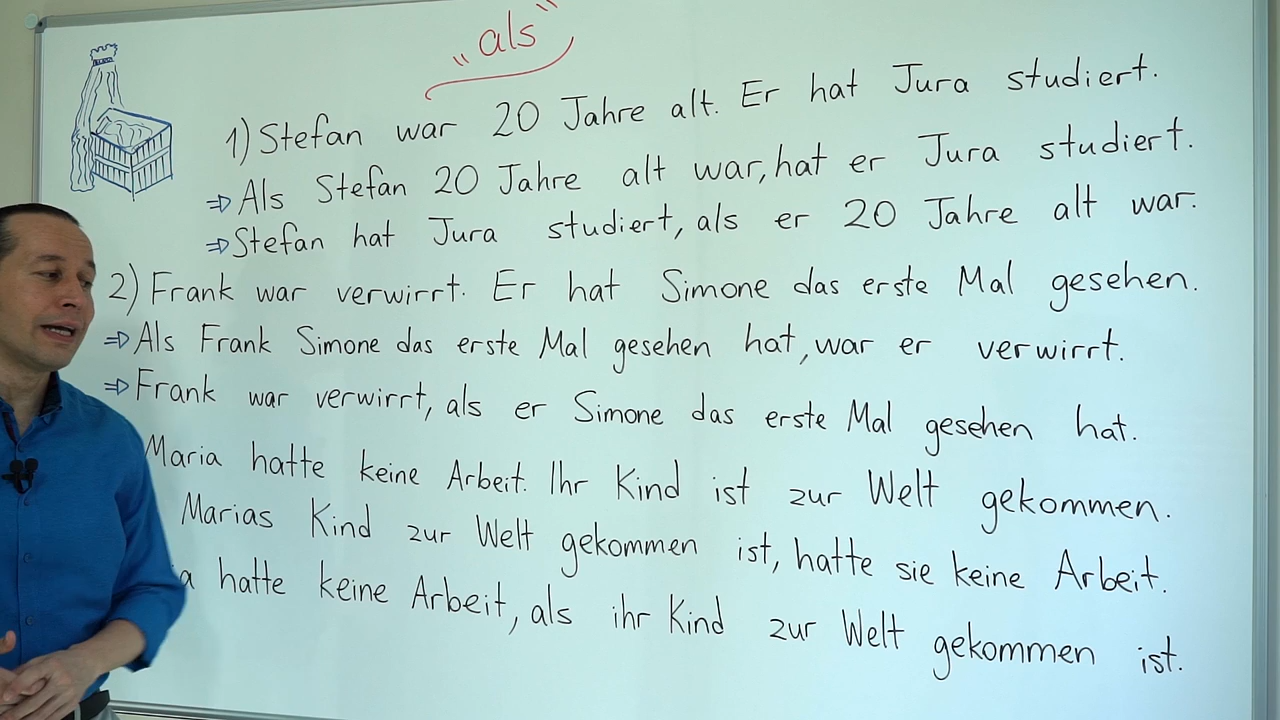 „als“
1) Stefan war 20 Jahre alt. Er hat Jura studiert.
⇒ Als Stefan 20 Jahre alt war, hat er Jura studiert.
⇒ Stefan hat Jura studiert, als er 20 Jahre alt war.
2) Frank war verwirrt. Er hat Simone das erste Mal gesehen.
⇒ Als Frank Simone das erste Mal gesehen hat, war er verwirrt.
⇒ Frank war verwirrt, als er Simone das erste Mal gesehen hat.
Maria hatte keine Arbeit. Ihr Kind ist zur Welt gekommen.
Marias Kind zur Welt gekommen ist, hatte sie keine Arbeit.
a hatte keine Arbeit, als ihr Kind zur Welt gekommen ist.